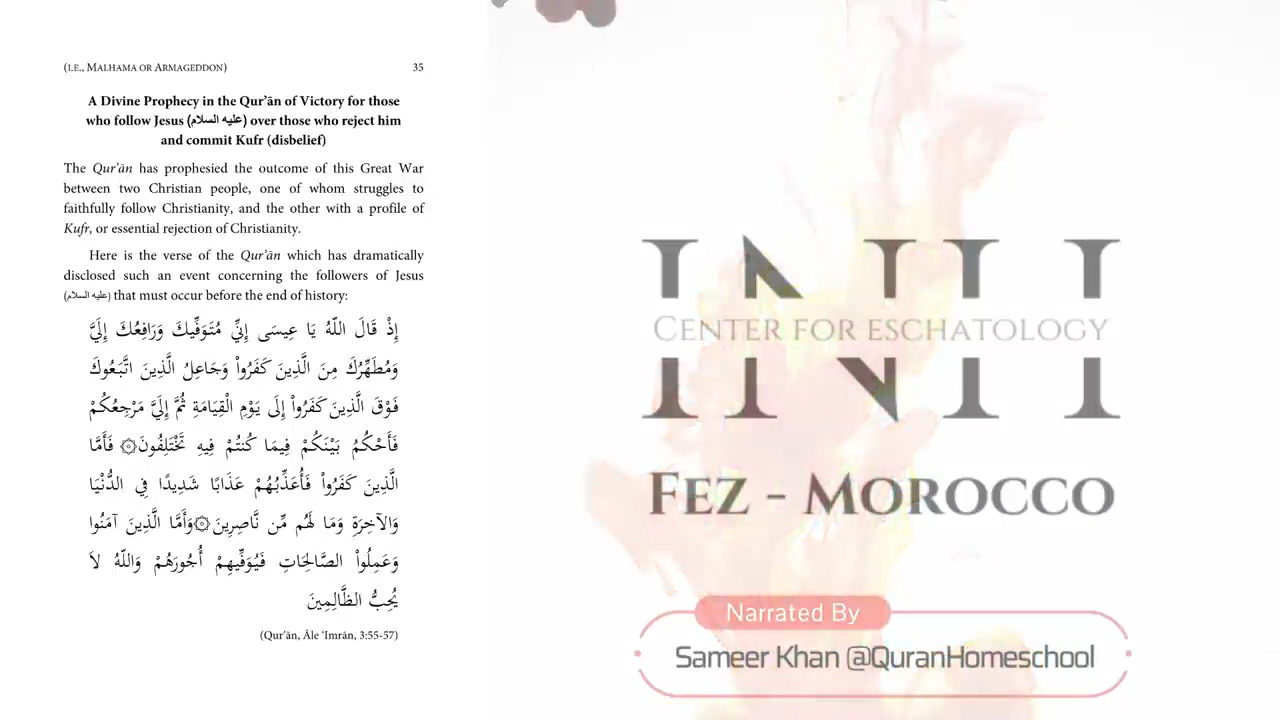 (I.E., MALHAMA OR ARMAGEDDON) 35
A Divine Prophecy in the Qur’ān of Victory for those
who follow Jesus (عليه السلام) over those who reject him
and commit Kufr (disbelief)
The Qur’ān has prophesied the outcome of this Great War
between two Christian people, one of whom struggles to
faithfully follow Christianity, and the other with a profile of
Kufr, or essential rejection of Christianity.
Here is the verse of the Qur’ān which has dramatically
disclosed such an event concerning the followers of Jesus
(عليه السلام) that must occur before the end of history:
إِذْ قَالَ اللّهُ يَا عِيسَى إِنِّي مُتَوَفِّيكَ وَرَافِعُكَ إِلَيَّ
وَمُطَهِّرُكَ مِنَ الَّذِينَ كَفَرُواْ وَجَاعِلُ الَّذِينَ اتَّبَعُوكَ
فَوْقَ الَّذِينَ كَفَرُواْ إِلَى يَوْمِ الْقِيَامَةِ ثُمَّ إِلَيَّ مَرْجِعُكُمْ
فَأَحْكُمُ بَيْنَكُمْ فِيمَا كُنتُمْ فِيهِ تَخْتَلِفُونَ۞ فَأَمَّا
الَّذِينَ كَفَرُواْ فَأُعَذِّبُهُمْ عَذَابًا شَدِيدًا فِي الدُّنْيَا
وَالآخِرَةِ وَمَا لَهُم مِّن نَّاصِرِينَ۞وَأَمَّا الَّذِينَ آمَنُوا
وَعَمِلُواْ الصَّالِحَاتِ فَيُوَفِّيهِمْ أُجُورَهُمْ وَاللّهُ لاَ
يُحِبُّ الظَّالِمِينَ
(Qur’ān, Āle ‘Imrān, 3:55-57)
INH
CENTER FOR ESCHATOLOGY
FEZ - MOROCCO
Narrated By
Sameer Khan @QuranHomeschool